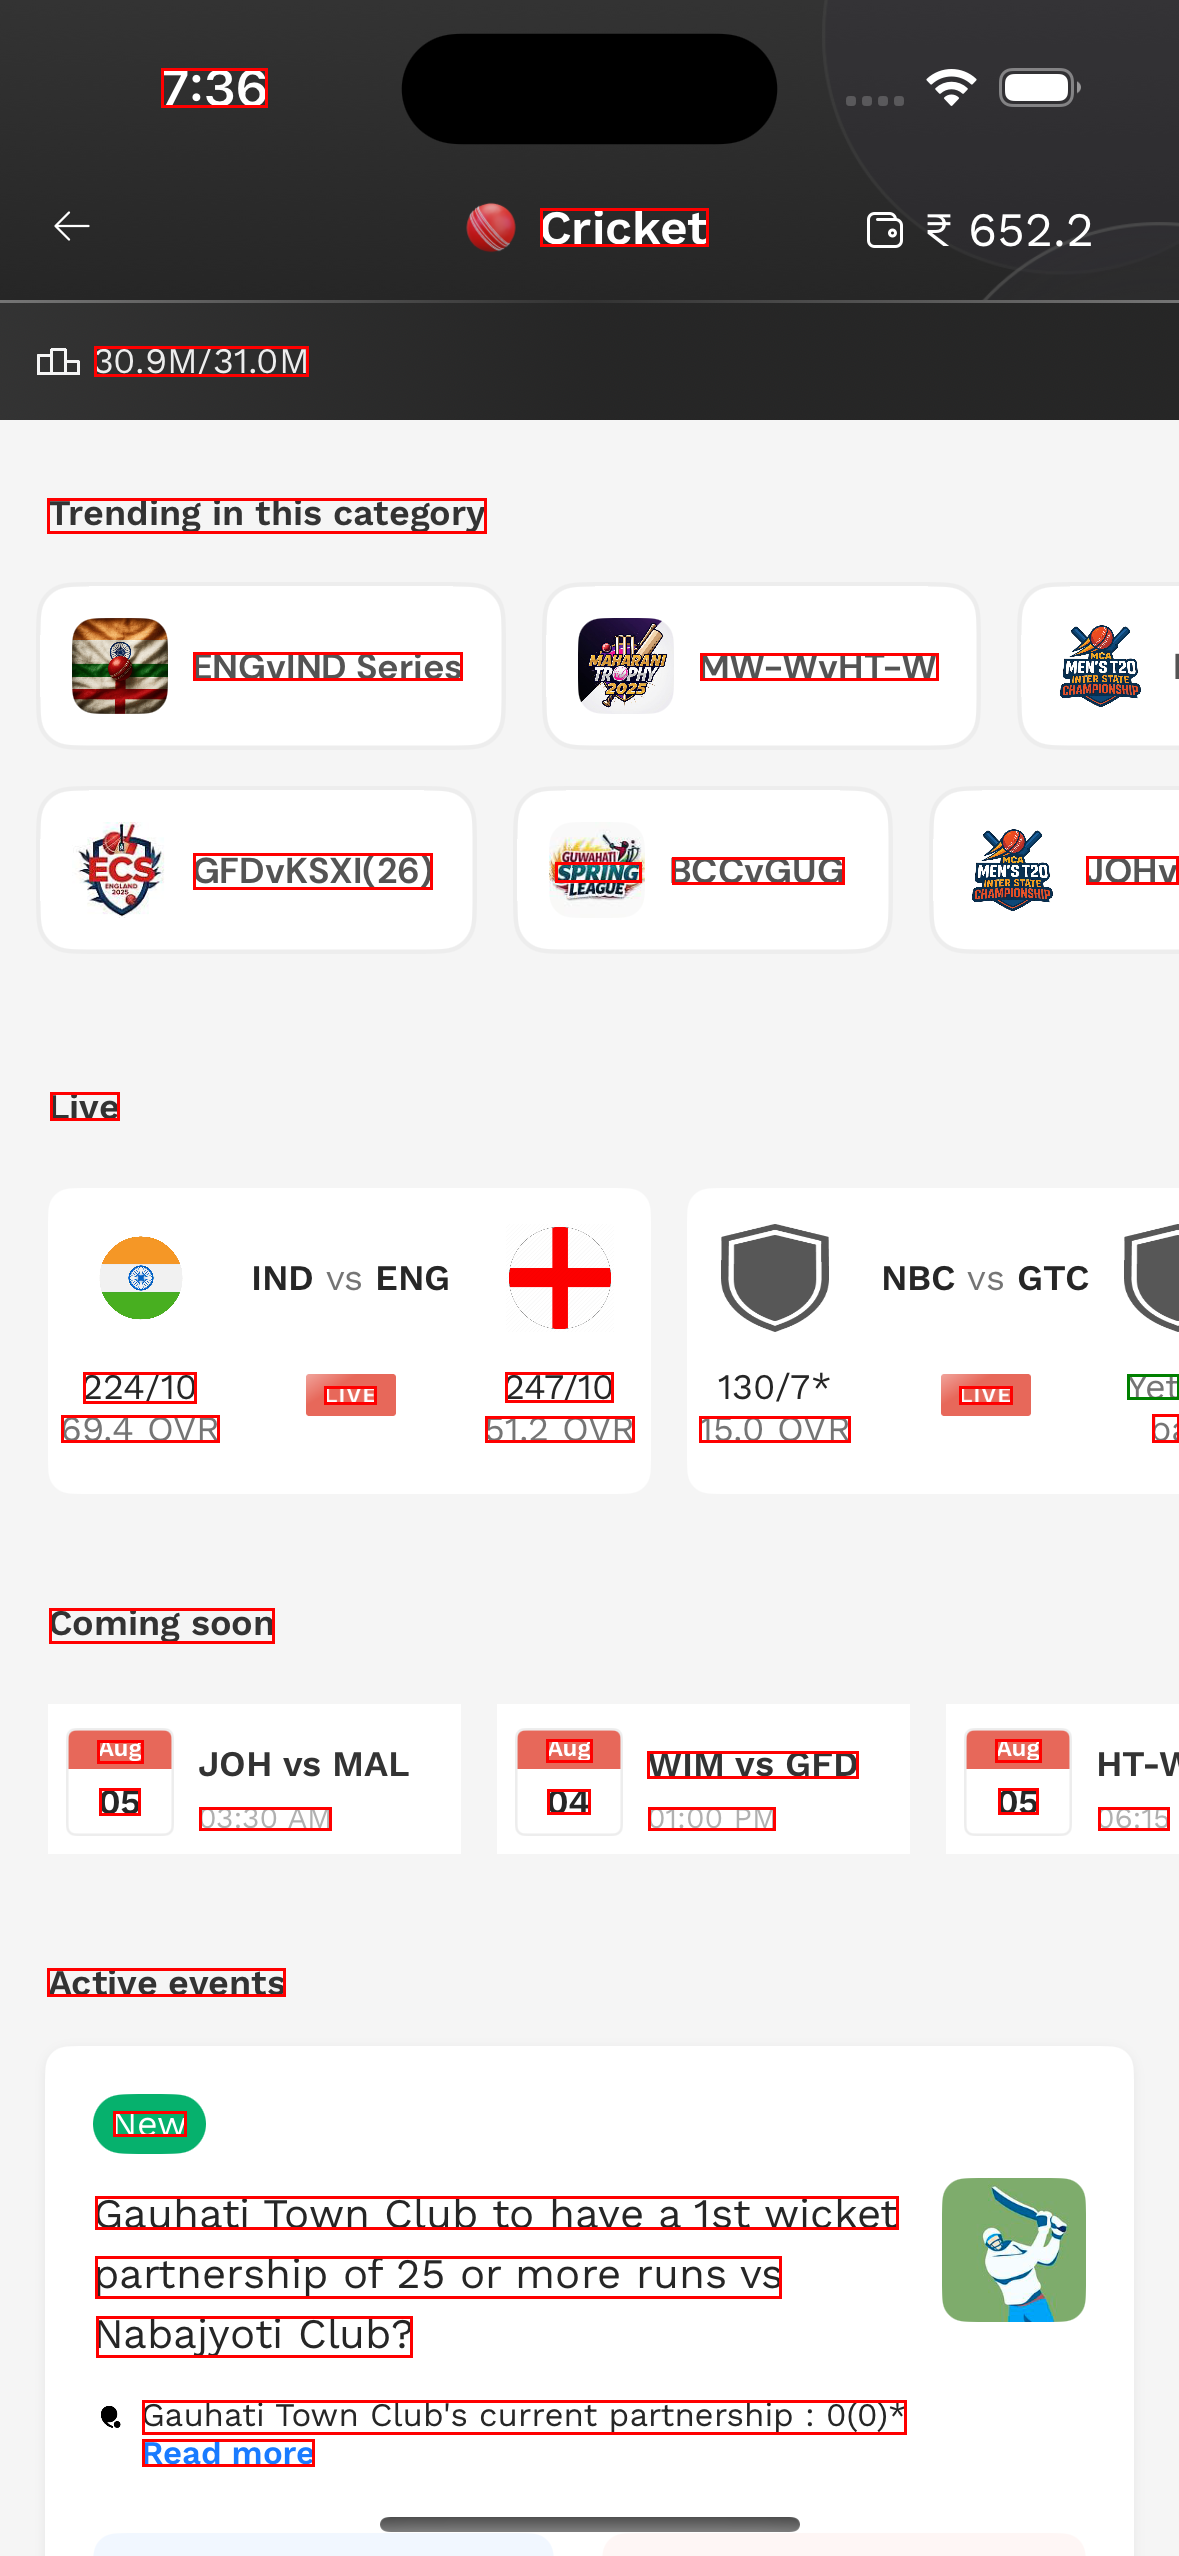 7:36
Cricket
₹ 652.2
30.9M/31.0M
Trending in this category
ENGvIND Series
MAHARANI
TROPHY
2025
MW-WvHT-W
MCA
MEN'S T20
INTER STATE
CHAMPIONSHIP
ECS
ENGLAND
2025
GFDvKSXI(26)
GUWAHATI
SPRING
LEAGUE
BCCvGUG
MCA
MEN'S T20
INTER STATE
CHAMPIONSHIP
JOHv
Live
IND vs ENG
NBC vs GTC
224/10
LIVE
247/10
130/7*
LIVE
Yet
69.4 OVR
51.2 OVR
15.0 OVR
ba
Coming soon
Aug
05
JOH vs MAL
03:30 AM
Aug
04
WIM vs GFD
01:00 PM
Aug
05
HT-W
06:15
Active events
New
Gauhati Town Club to have a 1st wicket
partnership of 25 or more runs vs
Nabajyoti Club?
Gauhati Town Club's current partnership : 0(0)*
Read more